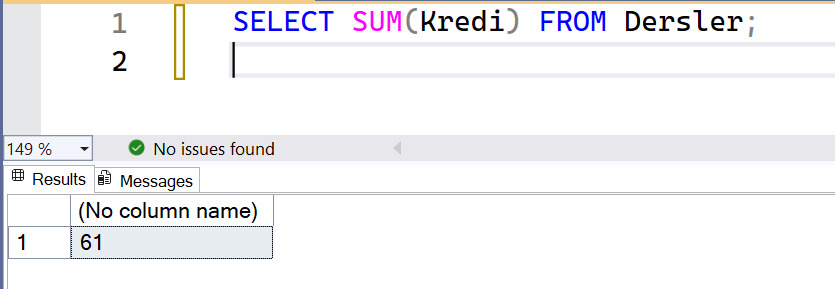 1 SELECT SUM(Kredi) FROM Dersler;
2
149 % No issues found
Results Messages
(No column name)
1 61